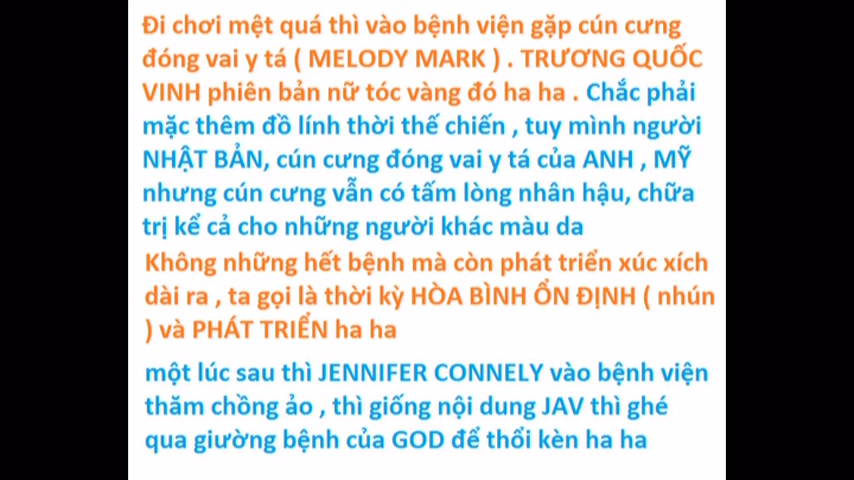 Đi chơi mệt quá thì vào bệnh viện gặp cún cưng
đóng vai y tá ( MELODY MARK ) . TRƯƠNG QUỐC
VINH phiên bản nữ tóc vàng đó ha ha . Chắc phải
mặc thêm đồ lính thời thế chiến , tuy mình người
NHẬT BẢN, cún cưng đóng vai y tá của ANH , MỸ
nhưng cún cưng vẫn có tấm lòng nhân hậu, chữa
trị kể cả cho những người khác màu da
Không những hết bệnh mà còn phát triển xúc xích
dài ra , ta gọi là thời kỳ HÒA BÌNH ỔN ĐỊNH ( nhún
) và PHÁT TRIỂN ha ha
một lúc sau thì JENNIFER CONNELY vào bệnh viện
thăm chồng ảo , thì giống nội dung JAV thì ghé
qua giường bệnh của GOD để thổi kèn ha ha